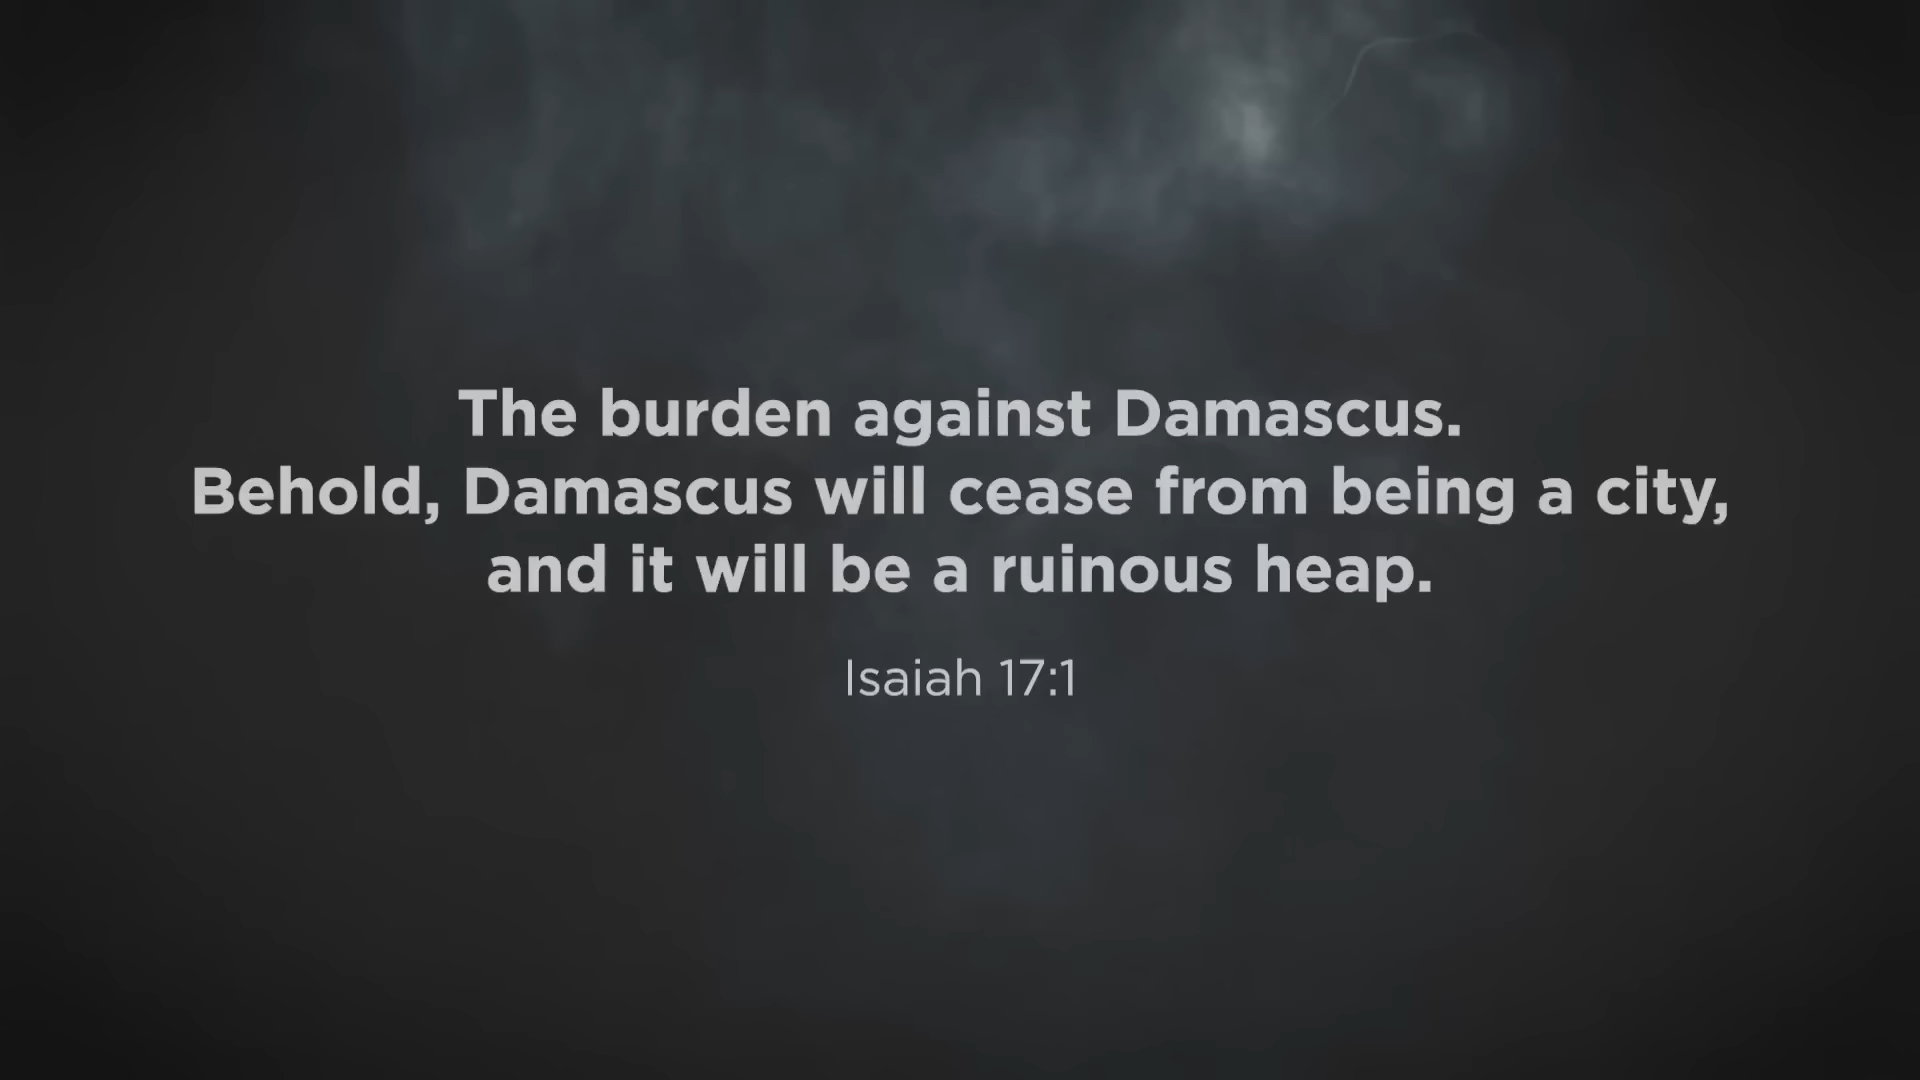 The burden against Damascus.
Behold, Damascus will cease from being a city,
and it will be a ruinous heap.
Isaiah 17:1